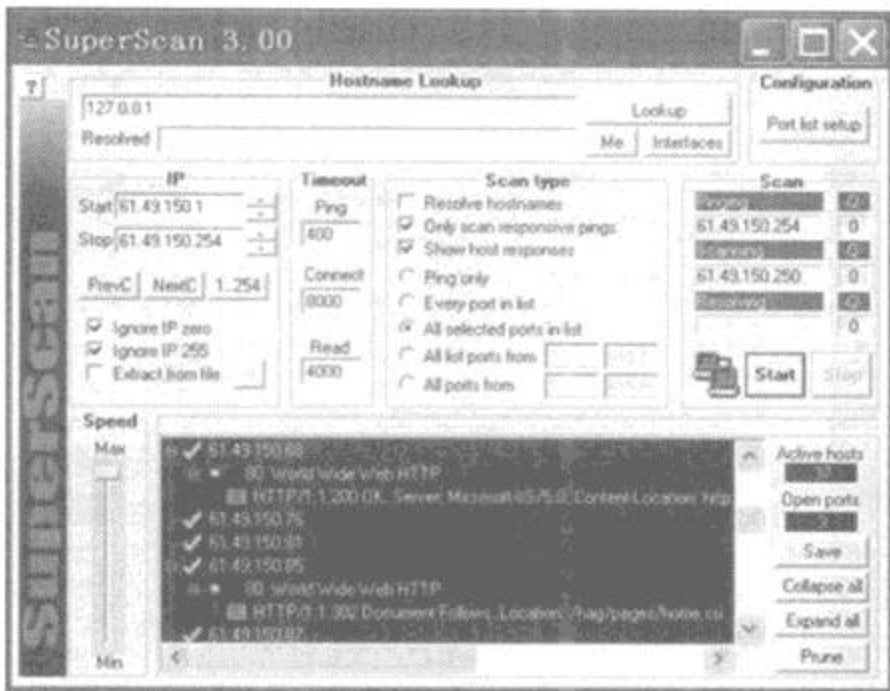 SuperScan 3.00
?
Hostname Lookup
Configuration
127.0.0.1
Lookup
Port list setup
Resolved
Me
Interfaces
IP
Timeout
Scan type
Scan
Start 61.49.150.1
Ping
Resolve hostnames
Pinging
Stop 61.49.150.254
400
Only scan responsive pings
61.49.150.254
0
Show host responses
Scanning
PrevC
NextC
1..254
Connect
Ping only
61.49.150.250
0
8000
Every port in list
Resolving
Ignore IP zero
All selected ports in list
0
Ignore IP 255
Read
All list ports from
Extract from file
4000
All ports from
Start
Stop
SuperScan
Speed
Max
61.49.150.68
Active hosts
80 World Wide Web HTTP
HTTP/1.1 200 OK. Server: Microsoft-IIS/5.0. Content-Location: http
Open ports
61.49.150.76
61.49.150.81
Save
61.49.150.85
80 World Wide Web HTTP
Collapse all
HTTP/1.1 302 Document Follows. Location: /hag/pages/home.ssi
Expand all
61.49.150.87
Min
Prune